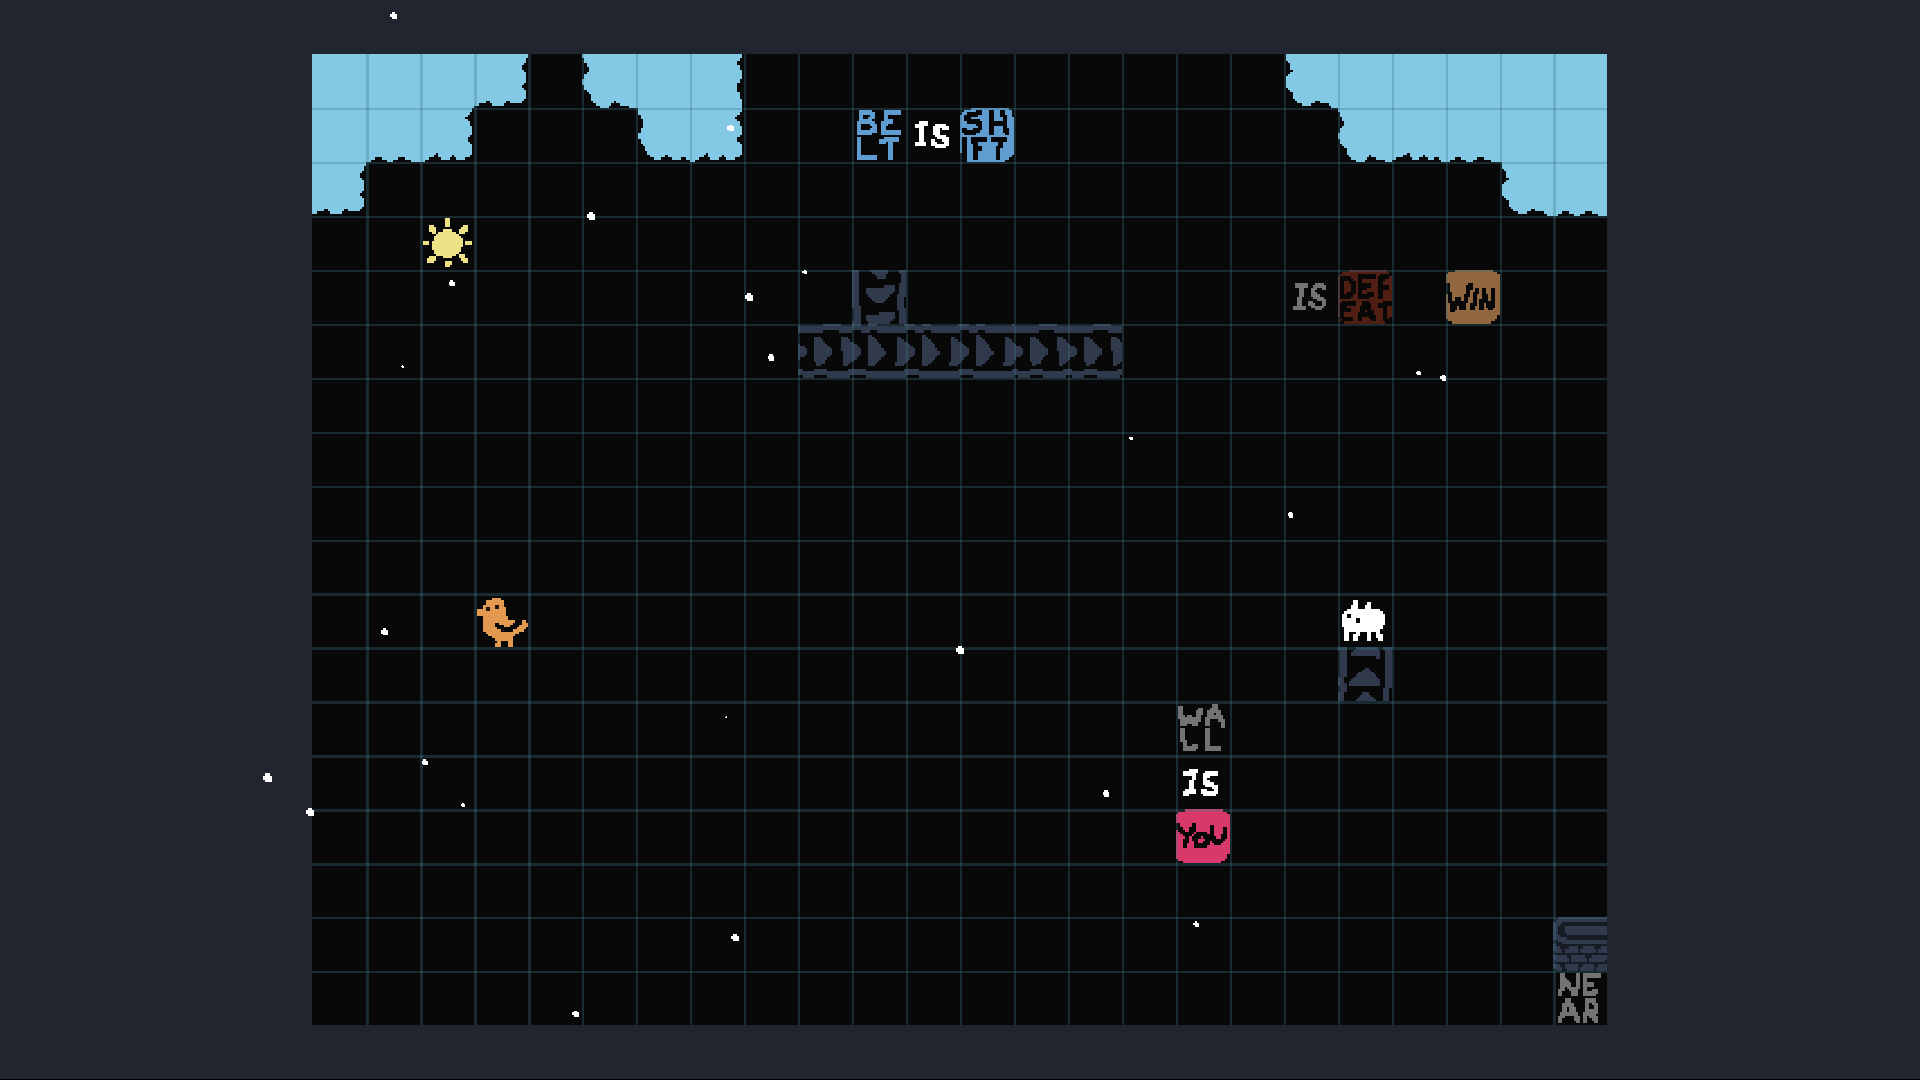 BELT IS SHIFT
IS DEFEAT WIN
WALL
IS
YOU
NEAR